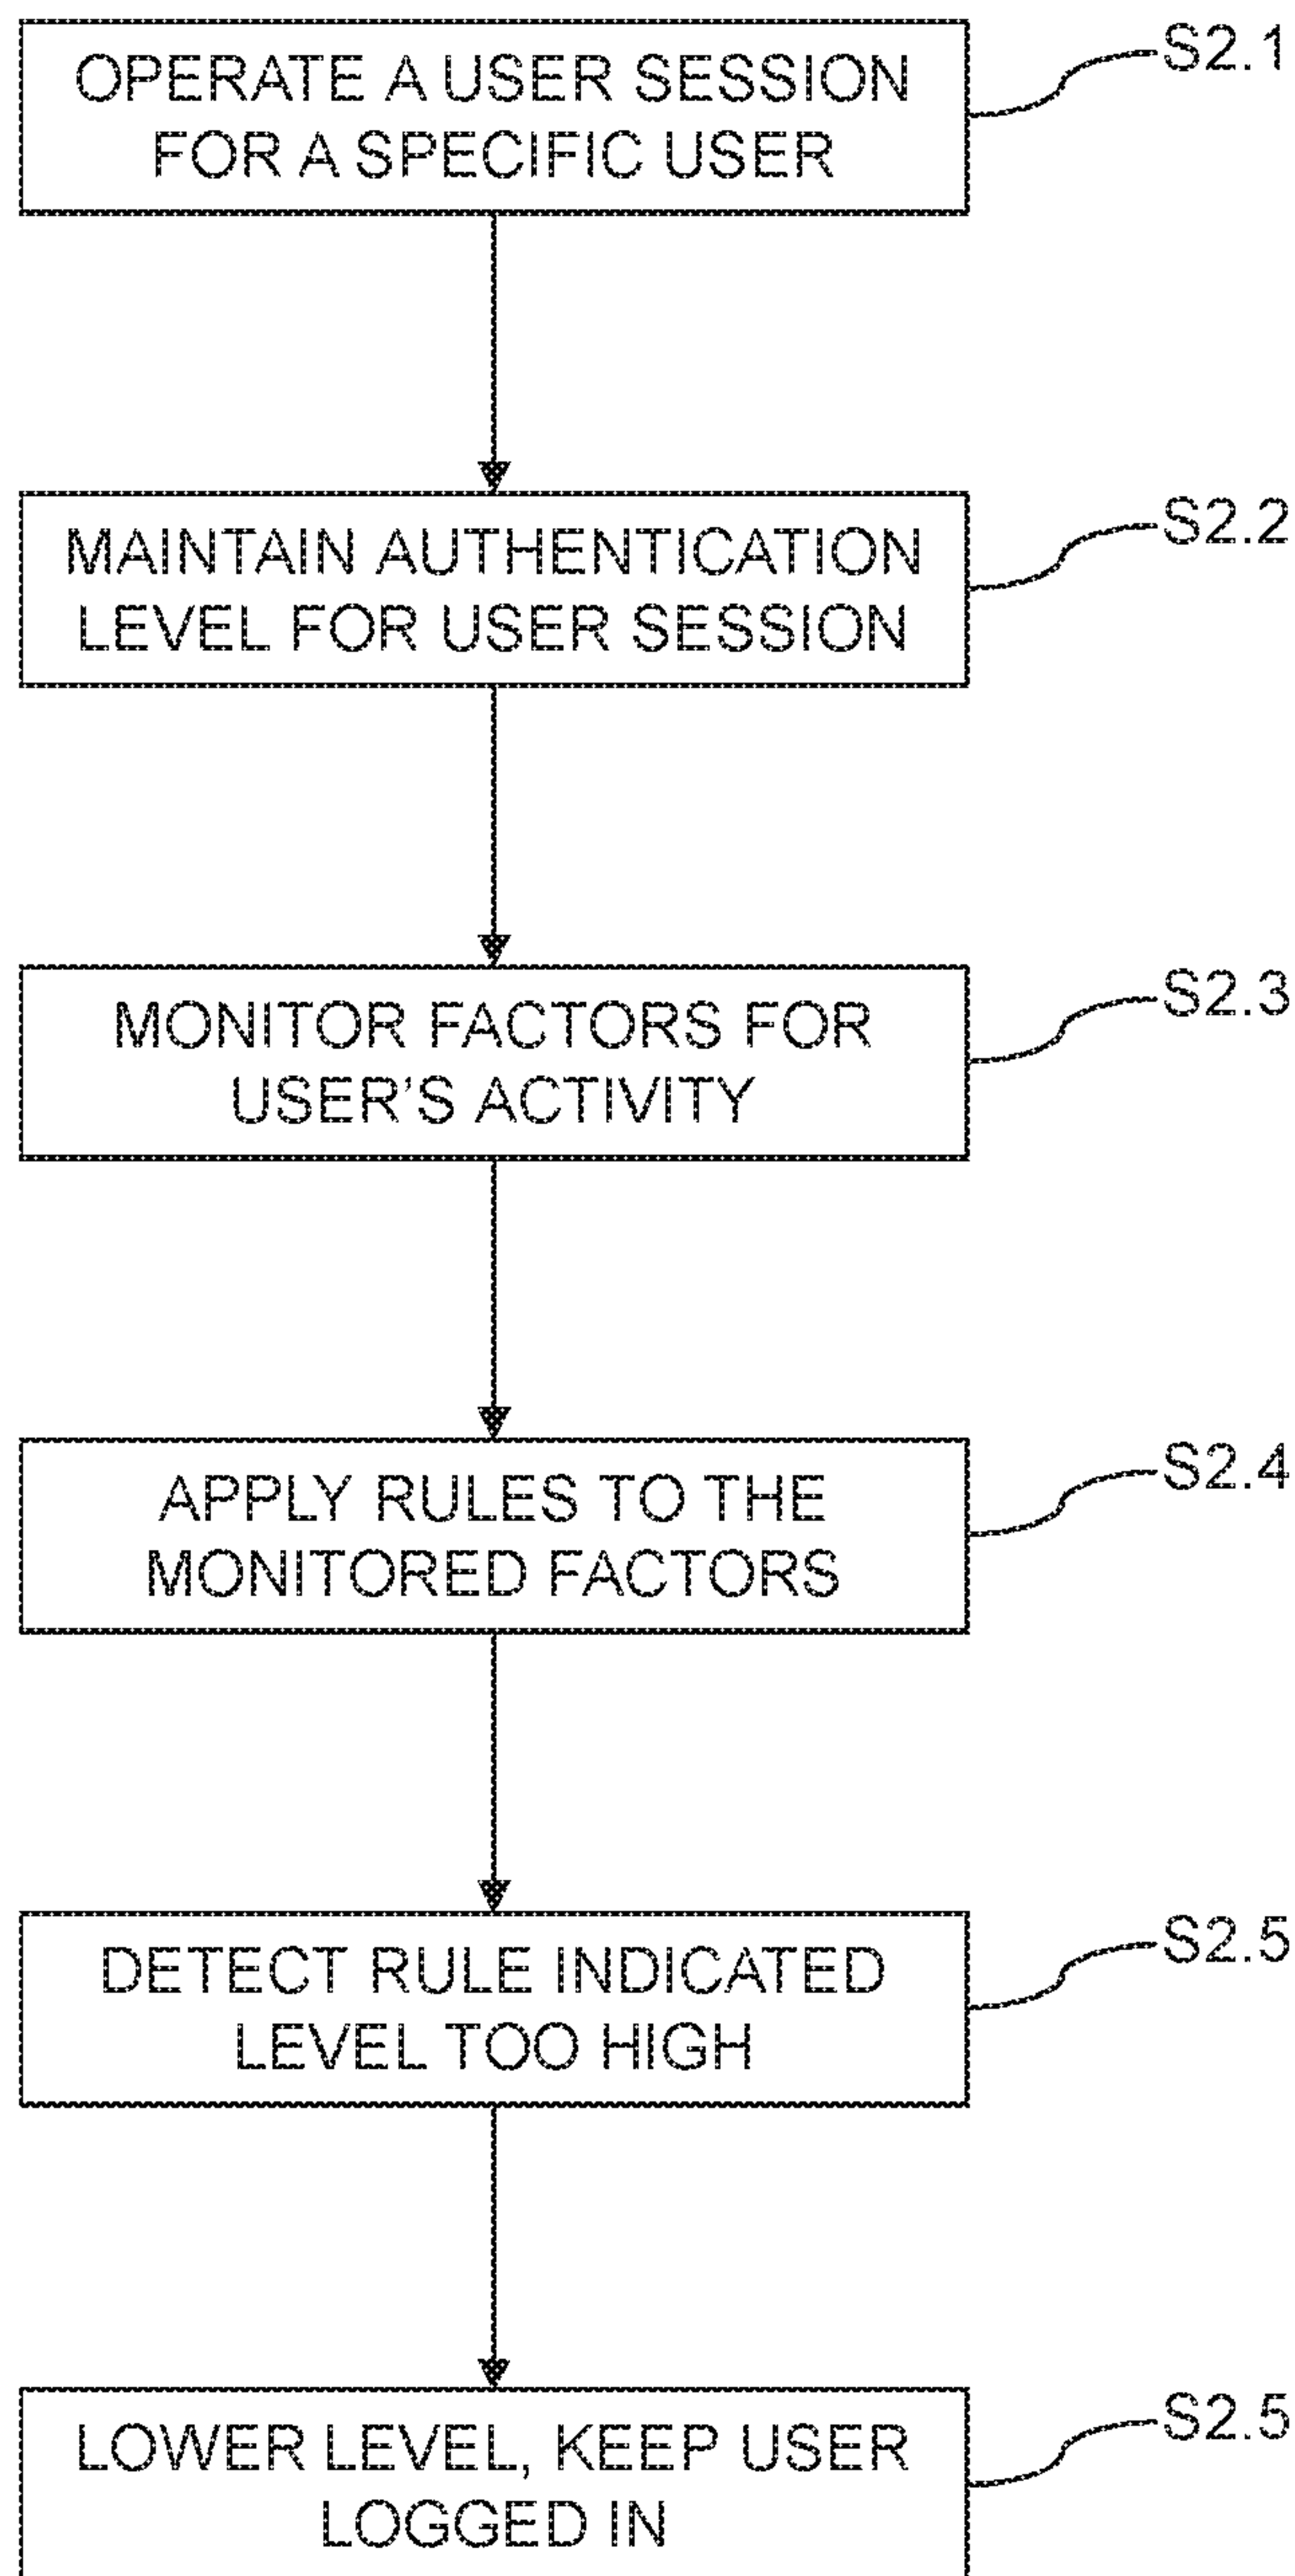 OPERATE A USER SESSION
FOR A SPECIFIC USER
S2.1
MAINTAIN AUTHENTICATION
LEVEL FOR USER SESSION
S2.2
MONITOR FACTORS FOR
USER’S ACTIVITY
S2.3
APPLY RULES TO THE
MONITORED FACTORS
S2.4
DETECT RULE INDICATED
LEVEL TOO HIGH
S2.5
LOWER LEVEL, KEEP USER
LOGGED IN
S2.5